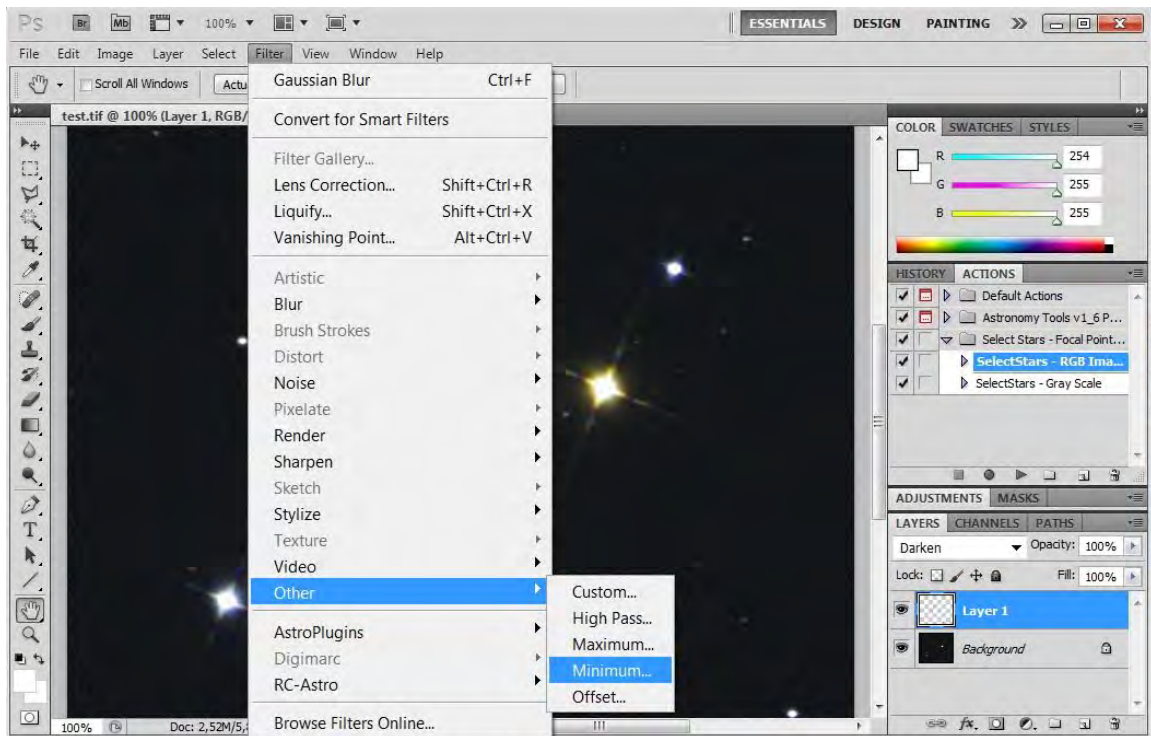 Ps Br Mb 100% ESSENTIALS DESIGN PAINTING
File Edit Image Layer Select Filter View Window Help
Scroll All Windows Actu
test.tif @ 100% (Layer 1, RGB/
Gaussian Blur Ctrl+F
Convert for Smart Filters
Filter Gallery...
Lens Correction... Shift+Ctrl+R
Liquify... Shift+Ctrl+X
Vanishing Point... Alt+Ctrl+V
Artistic
Blur
Brush Strokes
Distort
Noise
Pixelate
Render
Sharpen
Sketch
Stylize
Texture
Video
Other
AstroPlugins
Digimarc
RC-Astro
Browse Filters Online...
Custom...
High Pass...
Maximum...
Minimum...
Offset...
COLOR SWATCHES STYLES
R 254
G 255
B 255
HISTORY ACTIONS
Default Actions
Astronomy Tools v1_6 P...
Select Stars - Focal Point...
SelectStars - RGB Ima...
SelectStars - Gray Scale
ADJUSTMENTS MASKS
LAYERS CHANNELS PATHS
Darken Opacity: 100%
Lock: Fill: 100%
Layer 1
Background
100% Doc: 2,52M/5,